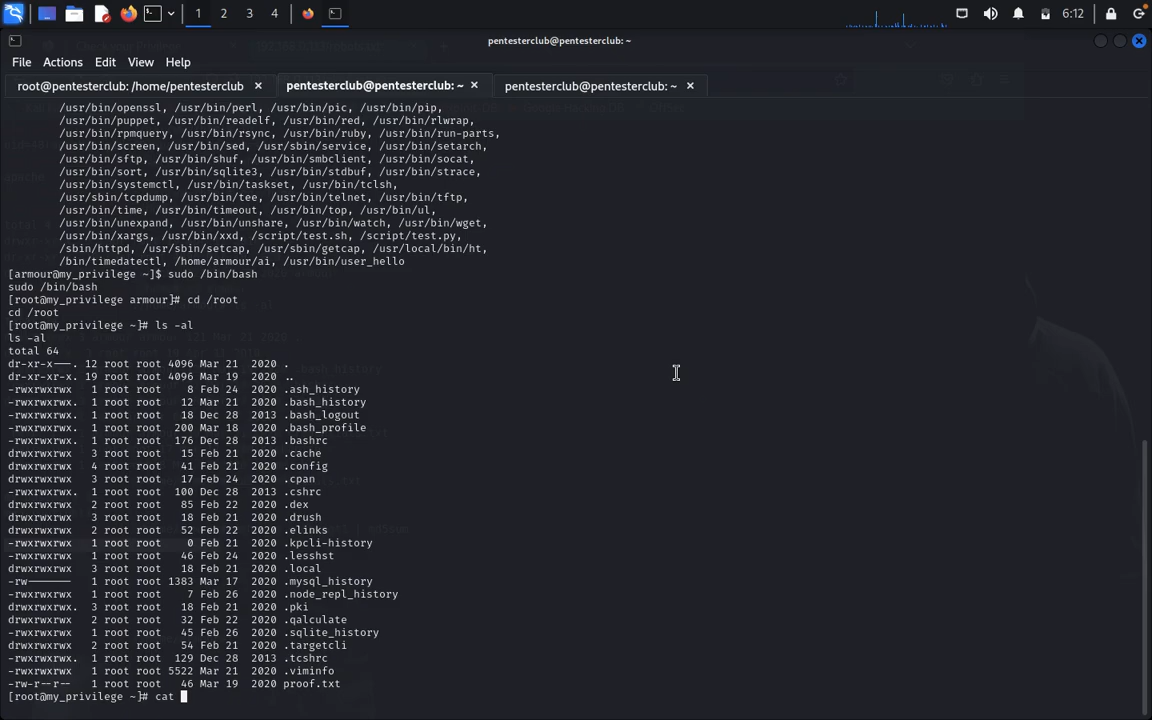 1 2 3 4 6:12
pentesterclub@pentesterclub: ~
File Actions Edit View Help
root@pentesterclub: /home/pentesterclub pentesterclub@pentesterclub: ~ pentesterclub@pentesterclub: ~
/usr/bin/openssl, /usr/bin/perl, /usr/bin/pic, /usr/bin/pip,
/usr/bin/puppet, /usr/bin/readelf, /usr/bin/red, /usr/bin/rlwrap,
/usr/bin/rpmquery, /usr/bin/rsync, /usr/bin/ruby, /usr/bin/run-parts,
/usr/bin/screen, /usr/bin/sed, /usr/sbin/service, /usr/bin/setarch,
/usr/bin/sftp, /usr/bin/shuf, /usr/bin/smbclient, /usr/bin/socat,
/usr/bin/sort, /usr/bin/sqlite3, /usr/bin/stdbuf, /usr/bin/strace,
/usr/bin/systemctl, /usr/bin/taskset, /usr/bin/tclsh,
/usr/sbin/tcpdump, /usr/bin/tee, /usr/bin/telnet, /usr/bin/tftp,
/usr/bin/time, /usr/bin/timeout, /usr/bin/top, /usr/bin/ul,
/usr/bin/unexpand, /usr/bin/unshare, /usr/bin/watch, /usr/bin/wget,
/usr/bin/xargs, /usr/bin/xxd, /script/test.sh, /script/test.py,
/sbin/httpd, /usr/sbin/setcap, /usr/sbin/getcap, /usr/local/bin/ht,
/bin/timedatectl, /home/armour/ai, /usr/bin/user_hello
[armour@my_privilege ~]$ sudo /bin/bash
sudo /bin/bash
[root@my_privilege armour]# cd /root
cd /root
[root@my_privilege ~]# ls -al
ls -al
total 64
dr-xr-x---. 12 root root 4096 Mar 21 2020 .
dr-xr-xr-x. 19 root root 4096 Mar 19 2020 ..
-rwxrwxrwx 1 root root 8 Feb 24 2020 .ash_history
-rwxrwxrwx. 1 root root 12 Mar 21 2020 .bash_history
-rwxrwxrwx. 1 root root 18 Dec 28 2013 .bash_logout
-rwxrwxrwx. 1 root root 200 Mar 18 2020 .bash_profile
-rwxrwxrwx. 1 root root 176 Dec 28 2013 .bashrc
drwxrwxrwx 3 root root 15 Feb 21 2020 .cache
drwxrwxrwx 4 root root 41 Feb 21 2020 .config
drwxrwxrwx 3 root root 17 Feb 24 2020 .cpan
-rwxrwxrwx. 1 root root 100 Dec 28 2013 .cshrc
drwxrwxrwx 2 root root 85 Feb 22 2020 .dex
drwxrwxrwx 3 root root 18 Feb 21 2020 .drush
drwxrwxrwx 2 root root 52 Feb 22 2020 .elinks
-rwxrwxrwx 1 root root 0 Feb 21 2020 .kpcli-history
-rwxrwxrwx 1 root root 46 Feb 24 2020 .lesshst
drwxrwxrwx 3 root root 18 Feb 21 2020 .local
-rw------- 1 root root 1383 Mar 17 2020 .mysql_history
-rwxrwxrwx 1 root root 7 Feb 26 2020 .node_repl_history
drwxrwxrwx. 3 root root 18 Feb 21 2020 .pki
drwxrwxrwx 2 root root 32 Feb 22 2020 .qalculate
-rwxrwxrwx 1 root root 45 Feb 26 2020 .sqlite_history
drwxrwxrwx 2 root root 54 Feb 21 2020 .targetcli
-rwxrwxrwx. 1 root root 129 Dec 28 2013 .tcshrc
-rwxrwxrwx 1 root root 5522 Mar 21 2020 .viminfo
-rw-r--r-- 1 root root 46 Mar 19 2020 proof.txt
[root@my_privilege ~]# cat